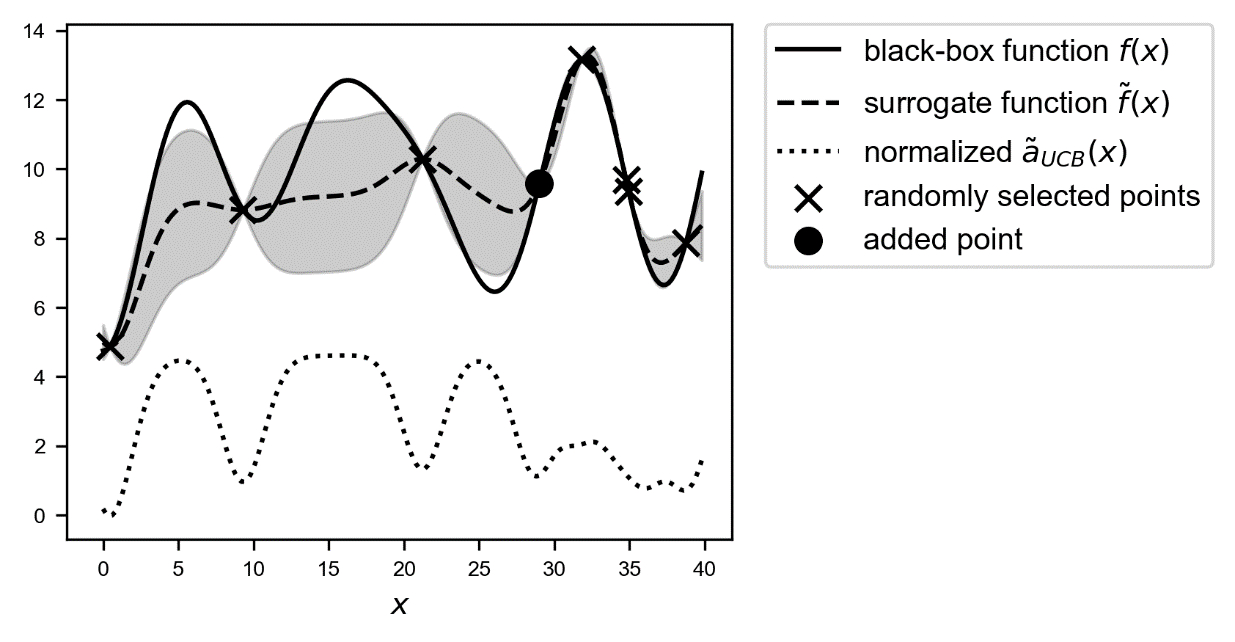 14
12
10
8
6
4
2
0
0 5 10 15 20 25 30 35 40
x
black-box function f(x)
surrogate function f̃(x)
normalized ã_UCB(x)
randomly selected points
added point